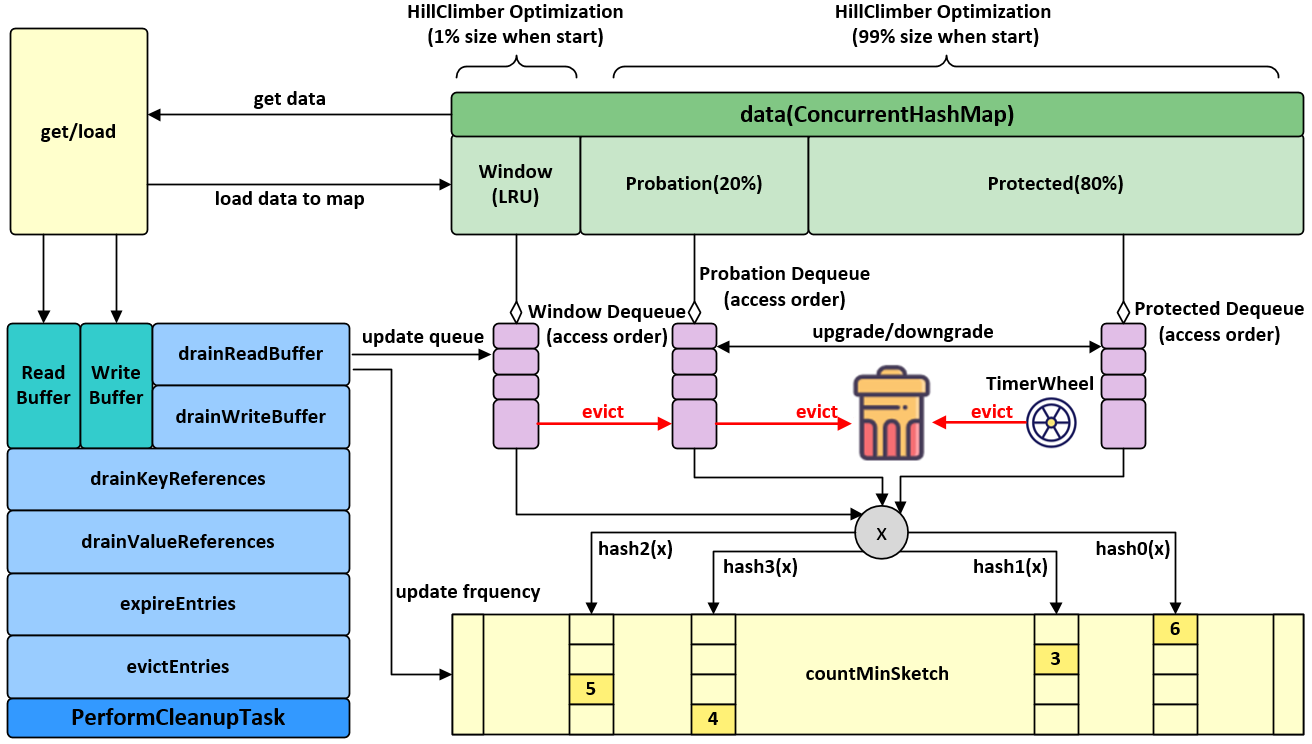 HillClimber Optimization
(1% size when start)
HillClimber Optimization
(99% size when start)
get/load
get data
load data to map
data(ConcurrentHashMap)
Window
(LRU)
Probation(20%)
Protected(80%)
Probation Dequeue
(access order)
Window Dequeue
(access order)
Protected Dequeue
(access order)
upgrade/downgrade
update queue
Read
Buffer
Write
Buffer
drainReadBuffer
drainWriteBuffer
drainKeyReferences
drainValueReferences
expireEntries
evictEntries
PerformCleanupTask
evict
evict
evict
TimerWheel
x
hash2(x)
hash3(x)
hash1(x)
hash0(x)
update frquency
countMinSketch
5
4
3
6